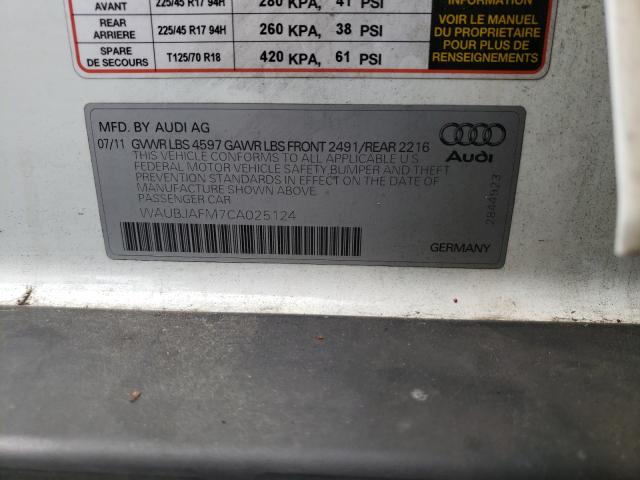 AVANT 225/45 R17 94H 280 KPA, 41 PSI
REAR
ARRIERE 225/45 R17 94H 260 KPA, 38 PSI
SPARE
DE SECOURS T125/70 R18 420 KPA, 61 PSI
INFORMATION
VOIR LE MANUEL
DU PROPRIETAIRE
POUR PLUS DE
RENSEIGNEMENTS
MFD. BY AUDI AG
07/11 GVWR LBS 4597 GAWR LBS FRONT 2491/REAR 2216
THIS VEHICLE CONFORMS TO ALL APPLICABLE U.S.
FEDERAL MOTOR VEHICLE SAFETY,BUMPER AND THEFT
PREVENTION STANDARDS IN EFFECT ON THE DATE OF
MANUFACTURE SHOWN ABOVE
PASSENGER CAR
WAUBJAFM7CA025124
Audi
2844923
GERMANY